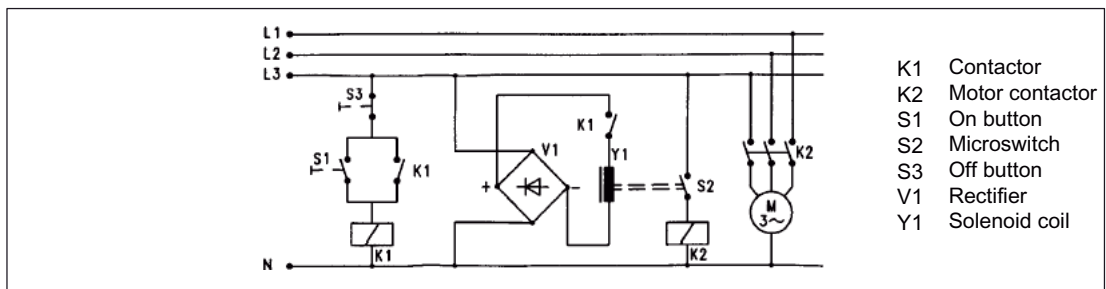 L1
L2
L3
S3
S1
K1
K1
N
V1
+
-
K1
Y1
S2
K2
K2
M
3~
K1 Contactor
K2 Motor contactor
S1 On button
S2 Microswitch
S3 Off button
V1 Rectifier
Y1 Solenoid coil